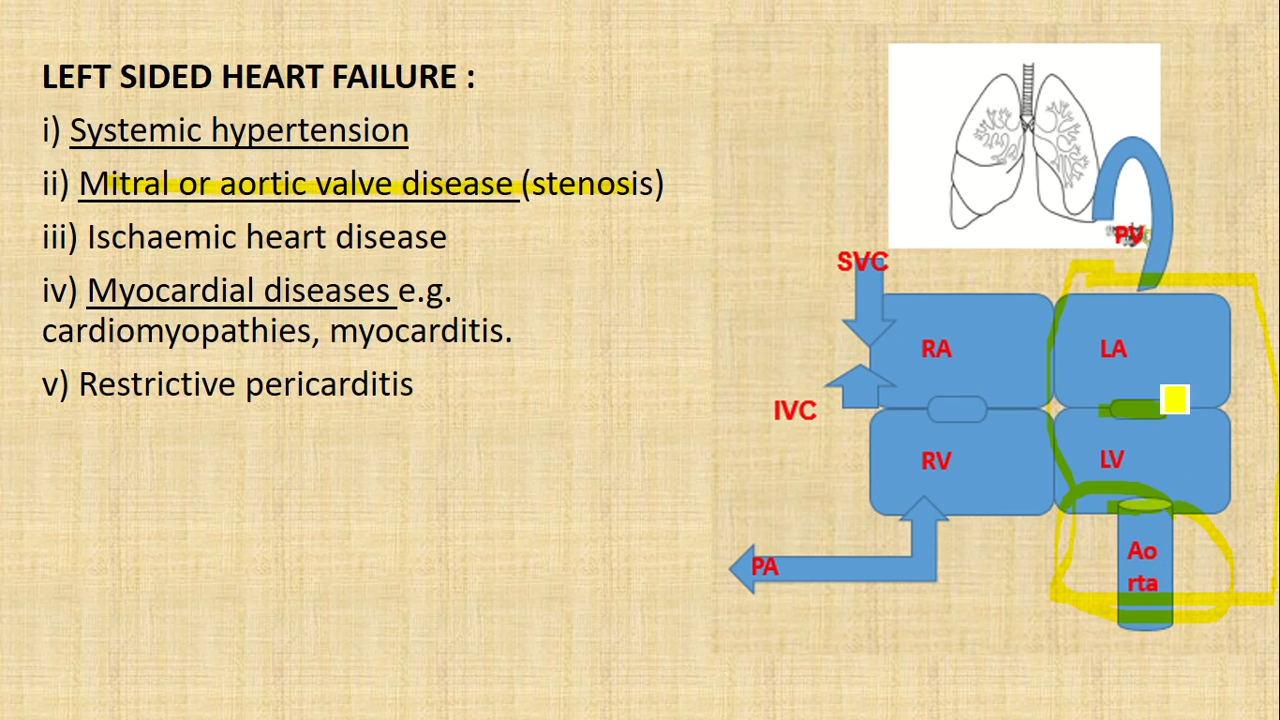 LEFT SIDED HEART FAILURE :
i) Systemic hypertension
ii) Mitral or aortic valve disease (stenosis)
iii) Ischaemic heart disease
iv) Myocardial diseases e.g.
cardiomyopathies, myocarditis.
v) Restrictive pericarditis
PV
SVC
RA
LA
IVC
RV
LV
PA
Ao
rta